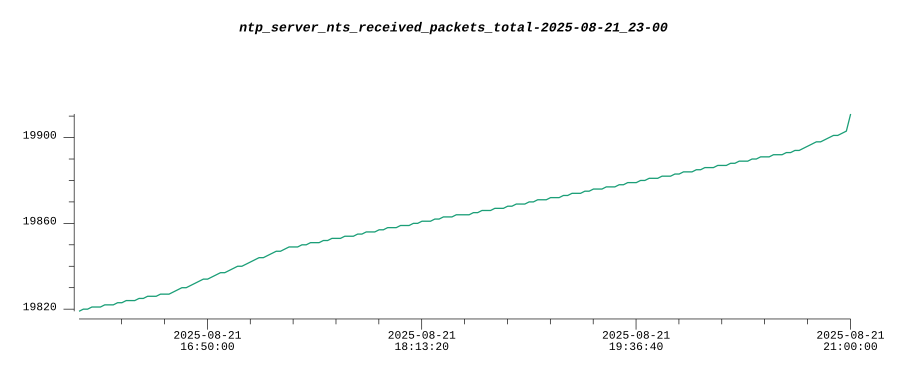 ntp_server_nts_received_packets_total-2025-08-21_23-00
19900
19860
19820
2025-08-21 2025-08-21 2025-08-21 2025-08-21
16:50:00 18:13:20 19:36:40 21:00:00